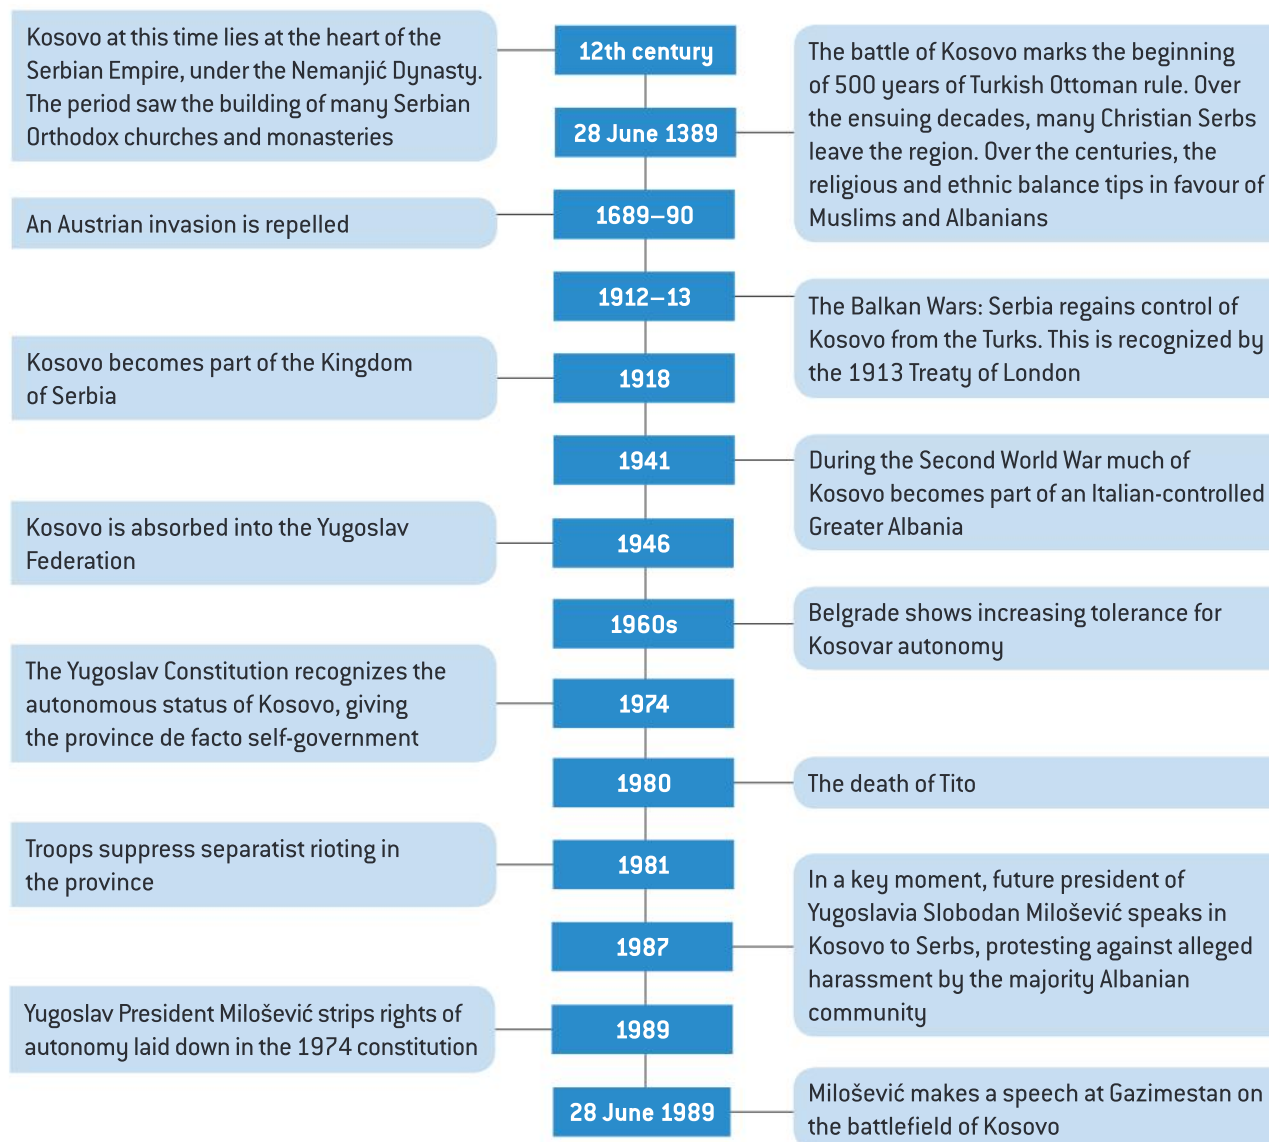 12th century
Kosovo at this time lies at the heart of the
Serbian Empire, under the Nemanjić Dynasty.
The period saw the building of many Serbian
Orthodox churches and monasteries
28 June 1389
The battle of Kosovo marks the beginning
of 500 years of Turkish Ottoman rule. Over
the ensuing decades, many Christian Serbs
leave the region. Over the centuries, the
religious and ethnic balance tips in favour of
Muslims and Albanians
1689–90
An Austrian invasion is repelled
1912–13
The Balkan Wars: Serbia regains control of
Kosovo from the Turks. This is recognized by
the 1913 Treaty of London
1918
Kosovo becomes part of the Kingdom
of Serbia
1941
During the Second World War much of
Kosovo becomes part of an Italian-controlled
Greater Albania
1946
Kosovo is absorbed into the Yugoslav
Federation
1960s
Belgrade shows increasing tolerance for
Kosovar autonomy
1974
The Yugoslav Constitution recognizes the
autonomous status of Kosovo, giving
the province de facto self-government
1980
The death of Tito
1981
Troops suppress separatist rioting in
the province
1987
In a key moment, future president of
Yugoslavia Slobodan Milošević speaks in
Kosovo to Serbs, protesting against alleged
harassment by the majority Albanian
community
1989
Yugoslav President Milošević strips rights of
autonomy laid down in the 1974 constitution
28 June 1989
Milošević makes a speech at Gazimestan on
the battlefield of Kosovo